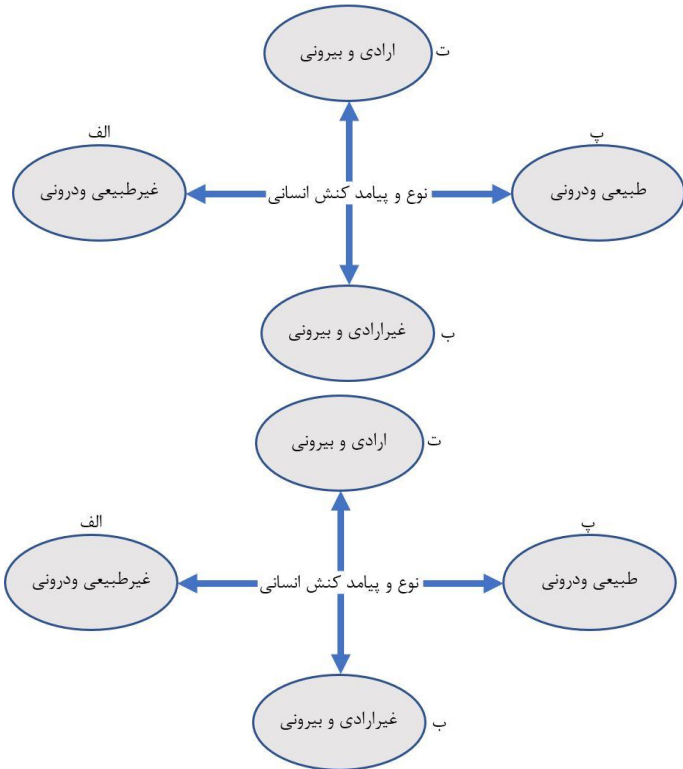 ارادی و بیرونی
ت
الف
پ
غیرطبیعی ودرونی
نوع و پیامد کنش انسانی
طبیعی ودرونی
غیرارادی و بیرونی
ب
ارادی و بیرونی
ت
الف
پ
غیرطبیعی ودرونی
نوع و پیامد کنش انسانی
طبیعی ودرونی
غیرارادی و بیرونی
ب